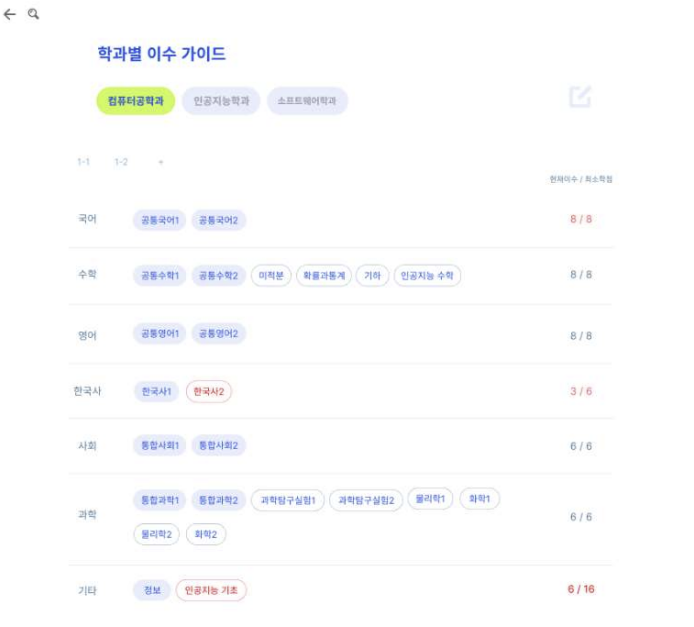 학과별 이수 가이드
컴퓨터공학과 인공지능학과 소프트웨어학과
1-1 1-2 +
현재이수 / 최소학점
국어 공통국어1 공통국어2 8 / 8
수학 공통수학1 공통수학2 미적분 확률과통계 기하 인공지능 수학 8 / 8
영어 공통영어1 공통영어2 8 / 8
한국사 한국사1 한국사2 3 / 6
사회 통합사회1 통합사회2 6 / 6
과학 통합과학1 통합과학2 과학탐구실험1 과학탐구실험2 물리학1 화학1 6 / 6
물리학2 화학2
기타 정보 인공지능 기초 6 / 16